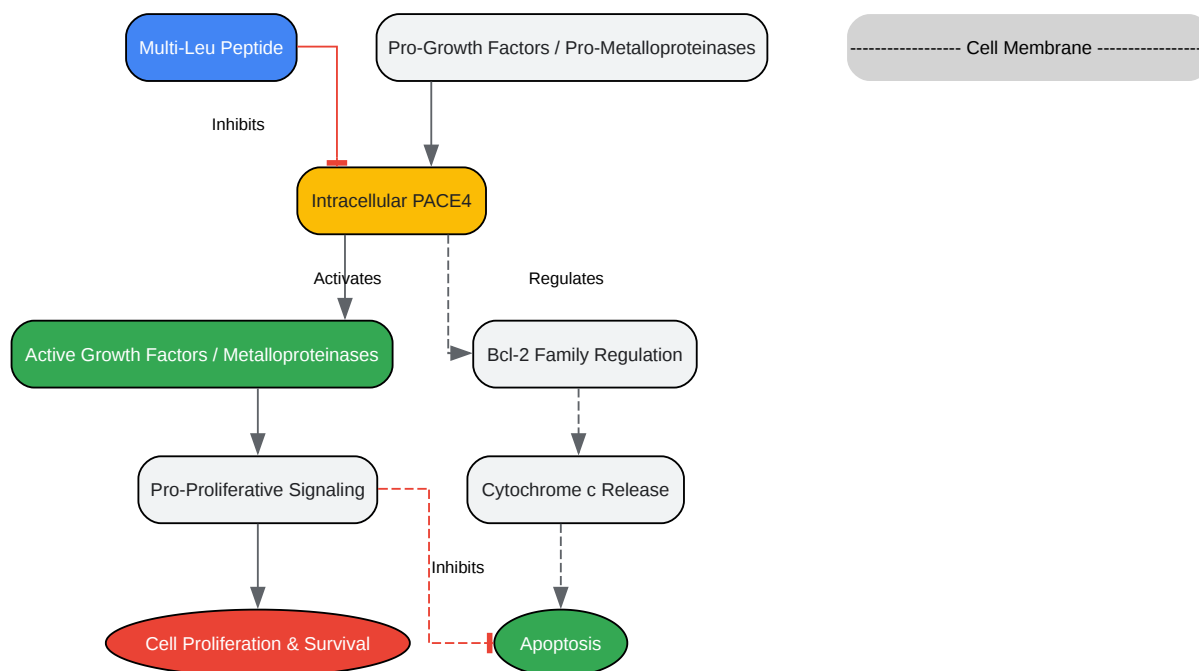 Multi-Leu Peptide
Pro-Growth Factors / Pro-Metalloproteinases
----------------- Cell Membrane -----------------
Inhibits
Intracellular PACE4
Activates
Regulates
Active Growth Factors / Metalloproteinases
Bcl-2 Family Regulation
Pro-Proliferative Signaling
Cytochrome c Release
Inhibits
Cell Proliferation & Survival
Apoptosis